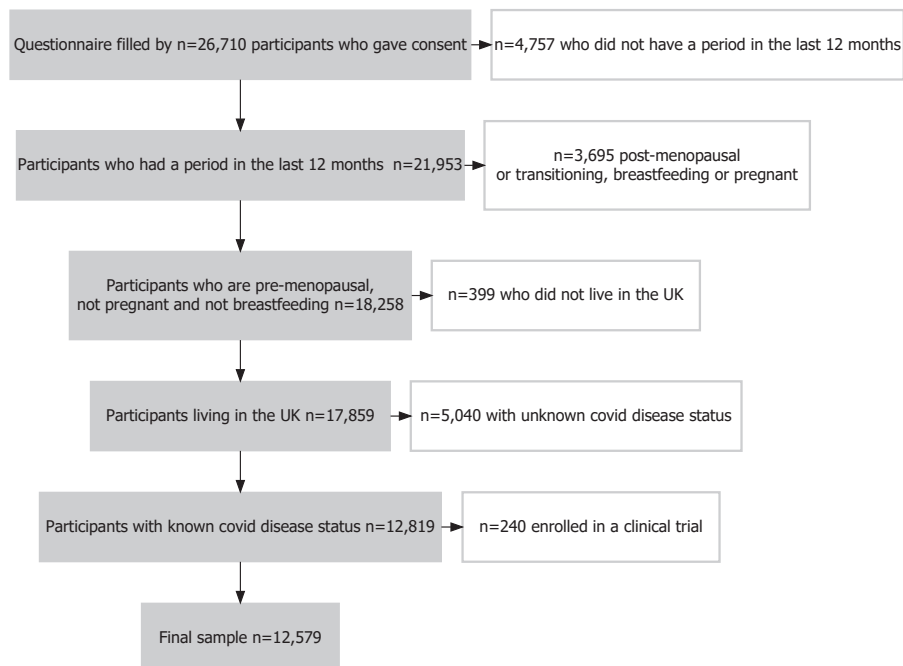 Questionnaire filled by n=26,710 participants who gave consent
n=4,757 who did not have a period in the last 12 months
Participants who had a period in the last 12 months n=21,953
n=3,695 post-menopausal
or transitioning, breastfeeding or pregnant
Participants who are pre-menopausal,
not pregnant and not breastfeeding n=18,258
n=399 who did not live in the UK
Participants living in the UK n=17,859
n=5,040 with unknown covid disease status
Participants with known covid disease status n=12,819
n=240 enrolled in a clinical trial
Final sample n=12,579